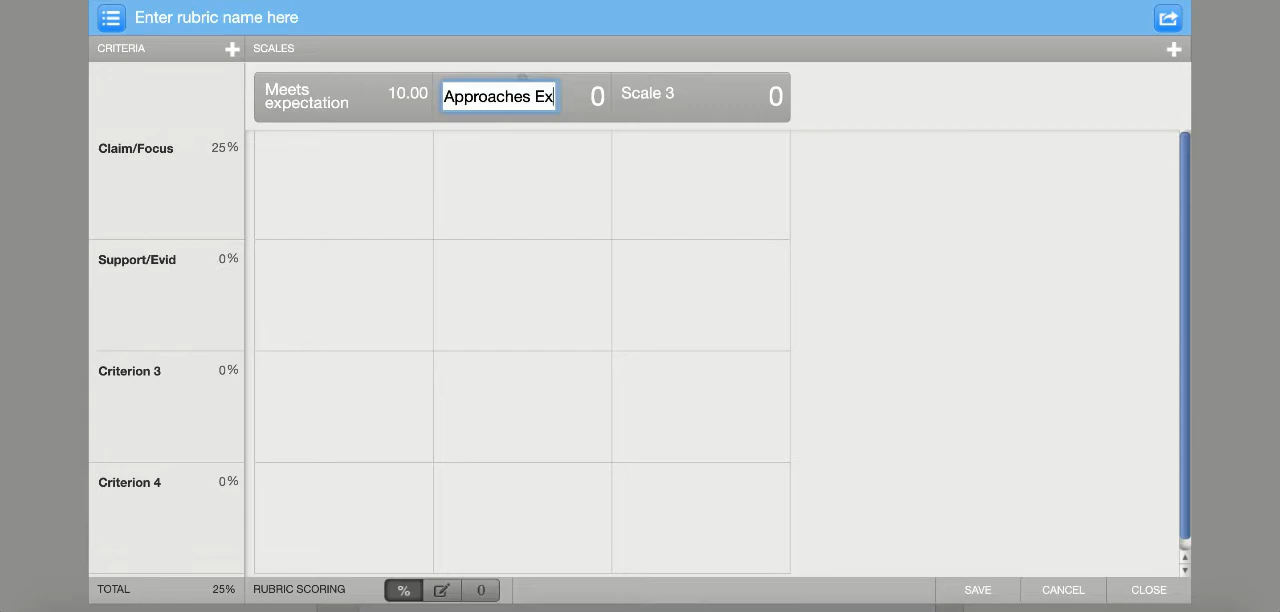 Enter rubric name here
CRITERIA
SCALES
Meets
expectation
10.00
Approaches Ex
0
Scale 3
0
Claim/Focus 25%
Support/Evid 0%
Criterion 3 0%
Criterion 4 0%
TOTAL 25%
RUBRIC SCORING
%
0
SAVE
CANCEL
CLOSE